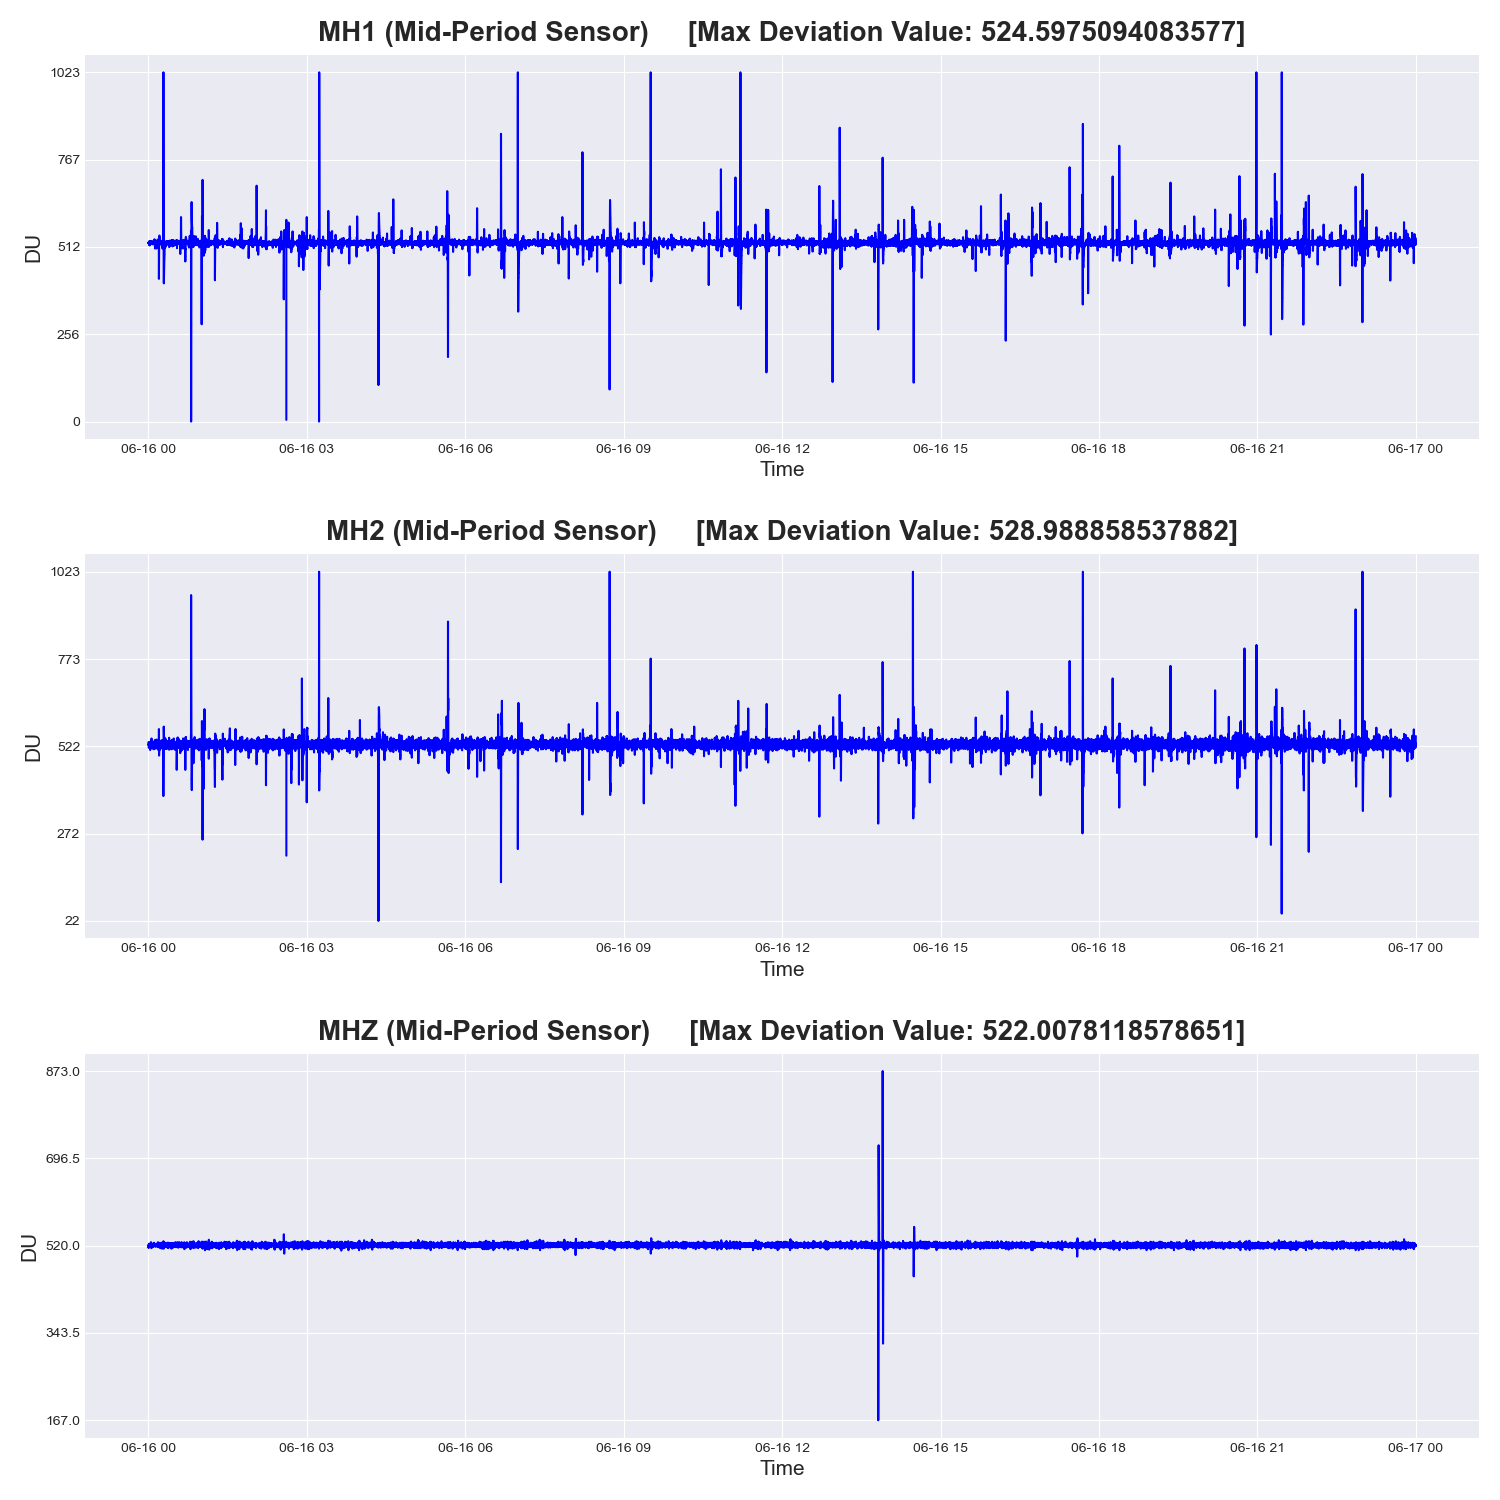 MH1 (Mid-Period Sensor) [Max Deviation Value: 524.5975094083577]
1023
767
512
256
0
DU
06-16 00 06-16 03 06-16 06 06-16 09 06-16 12 06-16 15 06-16 18 06-16 21 06-17 00
Time
MH2 (Mid-Period Sensor) [Max Deviation Value: 528.988858537882]
1023
773
522
272
22
DU
06-16 00 06-16 03 06-16 06 06-16 09 06-16 12 06-16 15 06-16 18 06-16 21 06-17 00
Time
MHZ (Mid-Period Sensor) [Max Deviation Value: 522.0078118578651]
873.0
696.5
520.0
343.5
167.0
DU
06-16 00 06-16 03 06-16 06 06-16 09 06-16 12 06-16 15 06-16 18 06-16 21 06-17 00
Time